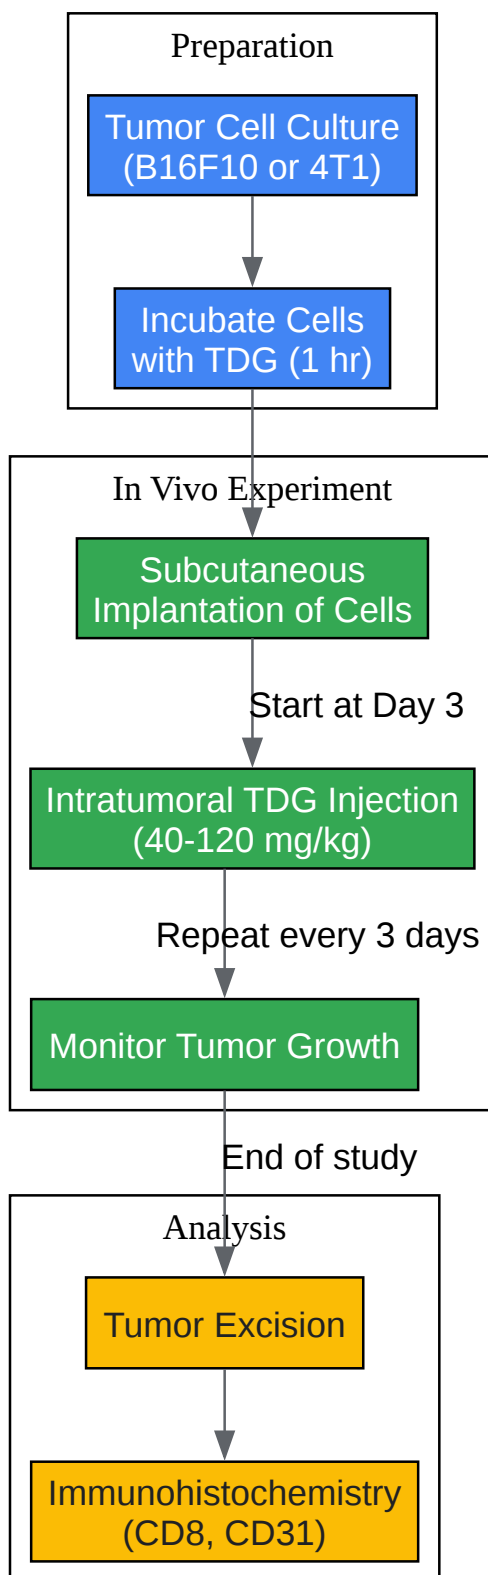 Preparation
Tumor Cell Culture
(B16F10 or 4T1)
Incubate Cells
with TDG (1 hr)
In Vivo Experiment
Subcutaneous
Implantation of Cells
Start at Day 3
Intratumoral TDG Injection
(40-120 mg/kg)
Repeat every 3 days
Monitor Tumor Growth
End of study
Analysis
Tumor Excision
Immunohistochemistry
(CD8, CD31)